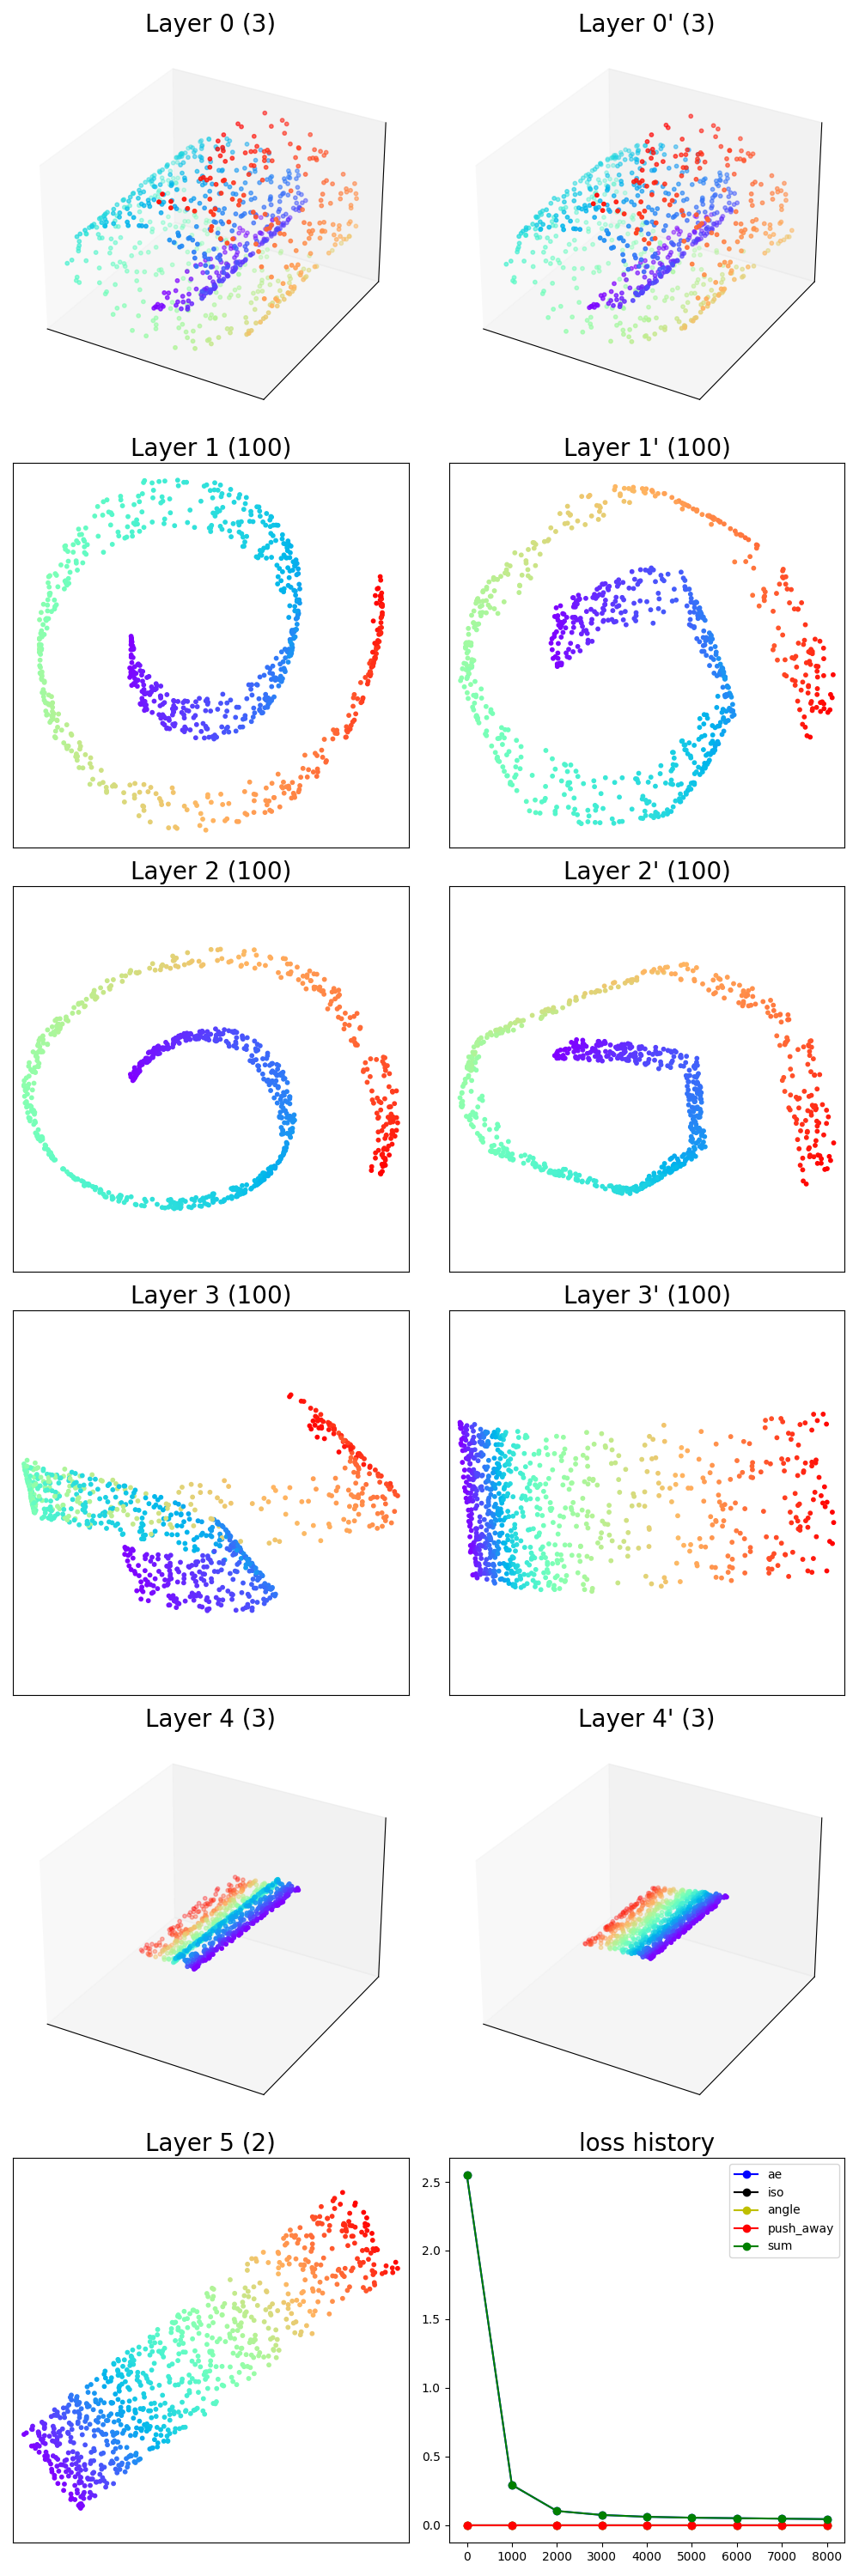 Layer 0 (3)
Layer 0' (3)
Layer 1 (100)
Layer 1' (100)
Layer 2 (100)
Layer 2' (100)
Layer 3 (100)
Layer 3' (100)
Layer 4 (3)
Layer 4' (3)
Layer 5 (2)
loss history
ae
iso
angle
push_away
sum
2.5
2.0
1.5
1.0
0.5
0.0
0 1000 2000 3000 4000 5000 6000 7000 8000